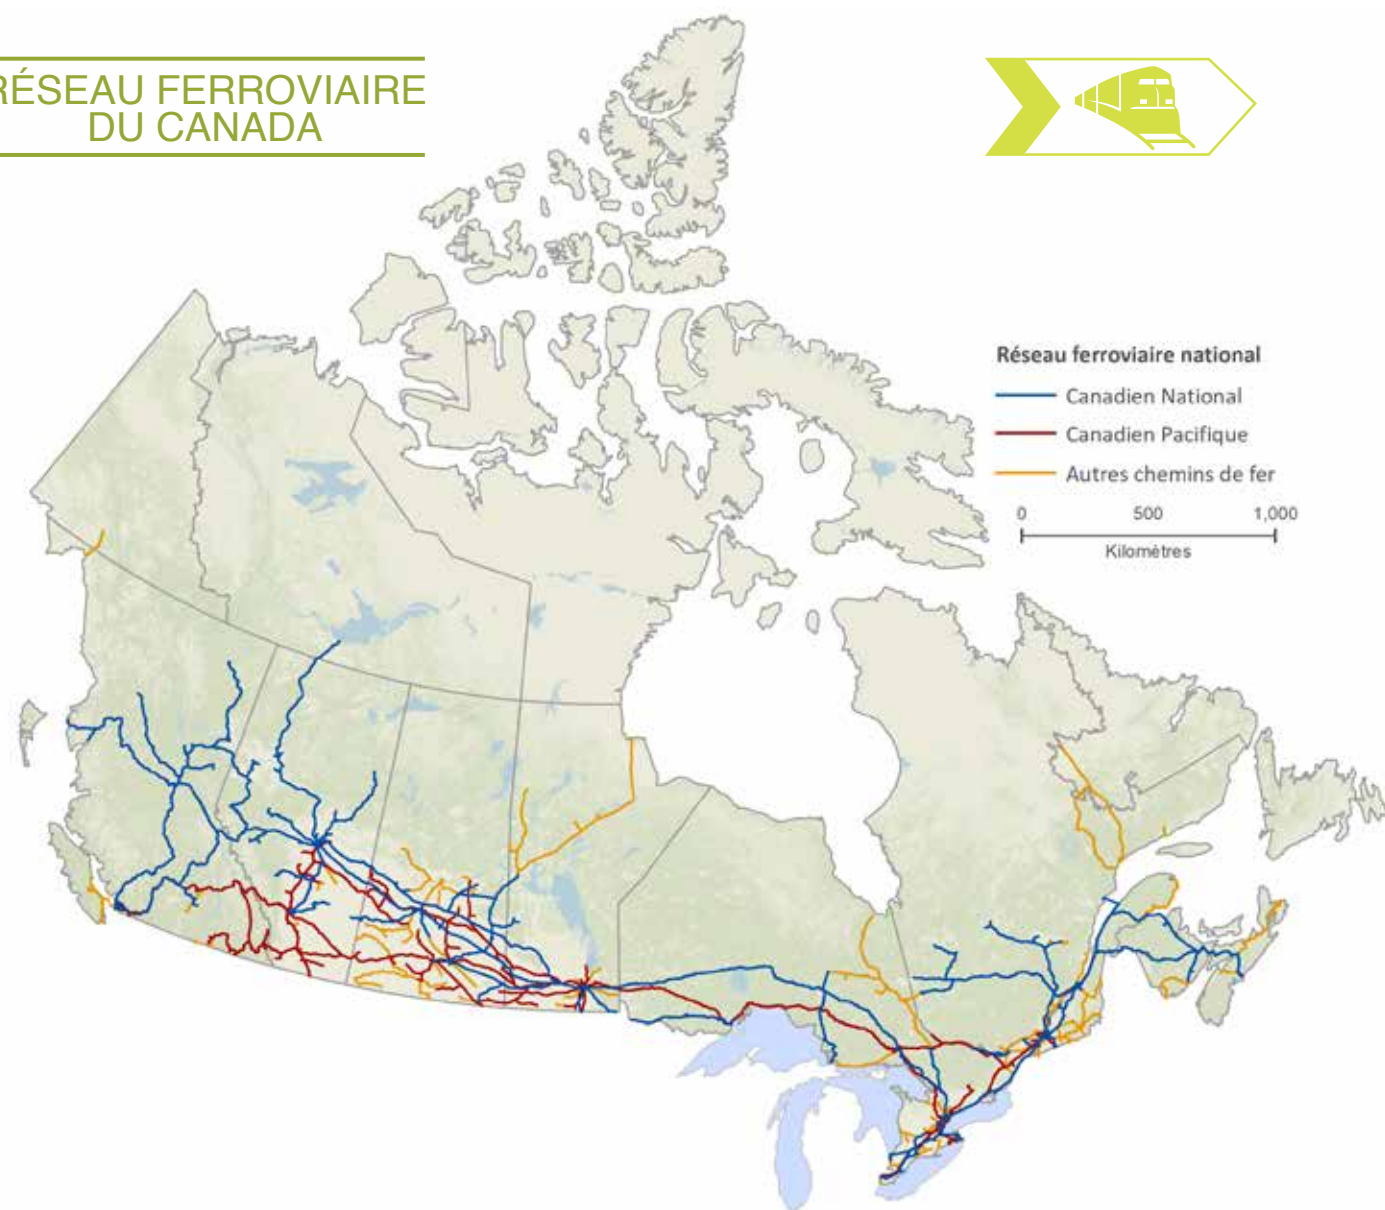 RÉSEAU FERROVIAIRE
DU CANADA
Réseau ferroviaire national
Canadien National
Canadien Pacifique
Autres chemins de fer
0 500 1,000
Kilomètres